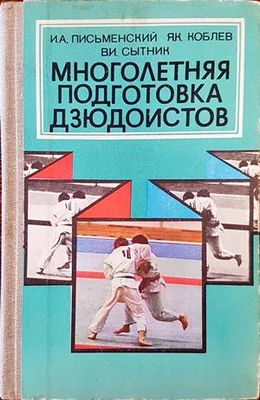 И.А. ПИСЬМЕНСКИЙ Я.К. КОБЛЕВ
В.И. СЫТНИК
МНОГОЛЕТНЯЯ
ПОДГОТОВКА
ДЗЮДОИСТОВ